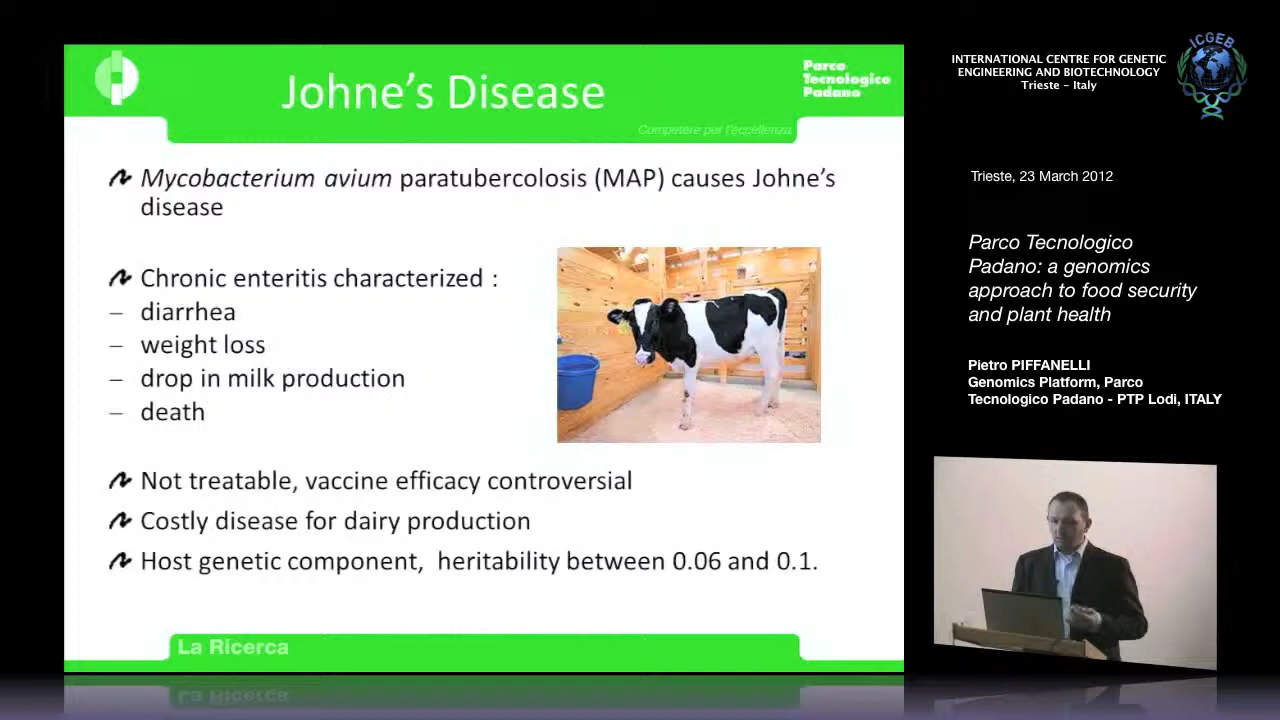 Johne's Disease
Parco
Tecnologico
Padano
Competere per l'eccellenza
Mycobacterium avium paratubercolosis (MAP) causes Johne's
disease
Chronic enteritis characterized :
– diarrhea
– weight loss
– drop in milk production
– death
Not treatable, vaccine efficacy controversial
Costly disease for dairy production
Host genetic component, heritability between 0.06 and 0.1.
La Ricerca
INTERNATIONAL CENTRE FOR GENETIC
ENGINEERING AND BIOTECHNOLOGY
Trieste - Italy
ICGEB
Trieste, 23 March 2012
Parco Tecnologico
Padano: a genomics
approach to food security
and plant health
Pietro PIFFANELLI
Genomics Platform, Parco
Tecnologico Padano - PTP Lodi, ITALY